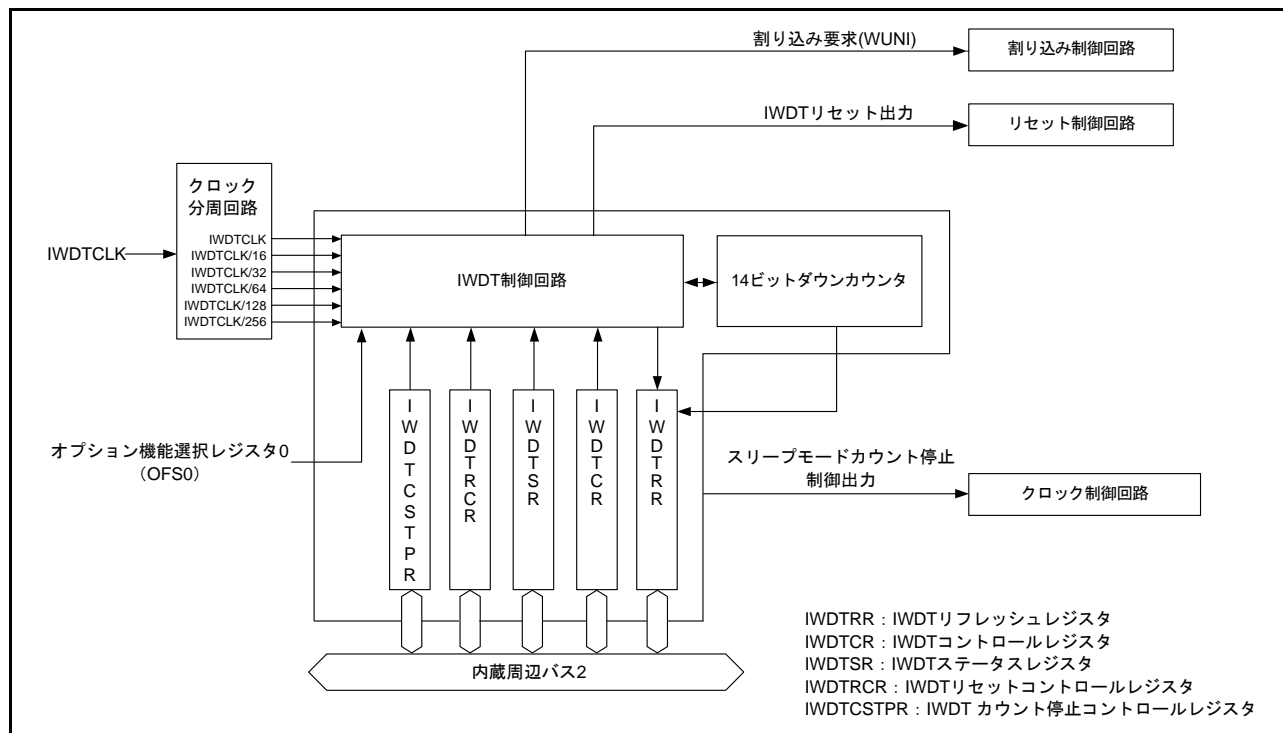 割り込み要求(WUNI)
割り込み制御回路
IWDTリセット出力
リセット制御回路
クロック
分周回路
IWDTCLK
IWDTCLK
IWDTCLK/16
IWDTCLK/32
IWDTCLK/64
IWDTCLK/128
IWDTCLK/256
IWDT制御回路
14ビットダウンカウンタ
オプション機能選択レジスタ0
（OFS0）
IWDTCSTPR
IWDTRCR
IWDTSR
IWDTCR
IWDTRR
スリープモードカウント停止
制御出力
クロック制御回路
内蔵周辺バス2
IWDTRR：IWDTリフレッシュレジスタ
IWDTCR：IWDTコントロールレジスタ
IWDTSR：IWDTステータスレジスタ
IWDTRCR：IWDTリセットコントロールレジスタ
IWDTCSTPR：IWDT カウント停止コントロールレジスタ